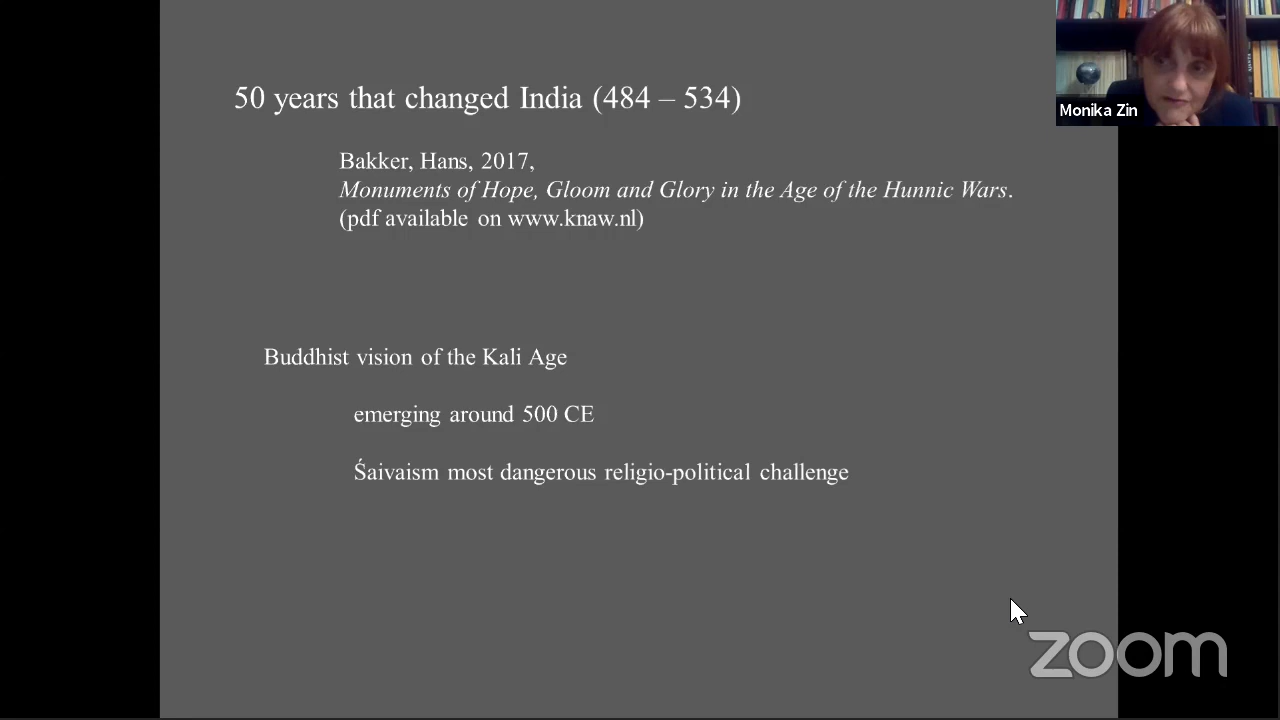 50 years that changed India (484 – 534)
Bakker, Hans, 2017,
Monuments of Hope, Gloom and Glory in the Age of the Hunnic Wars.
(pdf available on www.knaw.nl)
Buddhist vision of the Kali Age
emerging around 500 CE
Śaivaism most dangerous religio-political challenge
Monika Zin
zoom